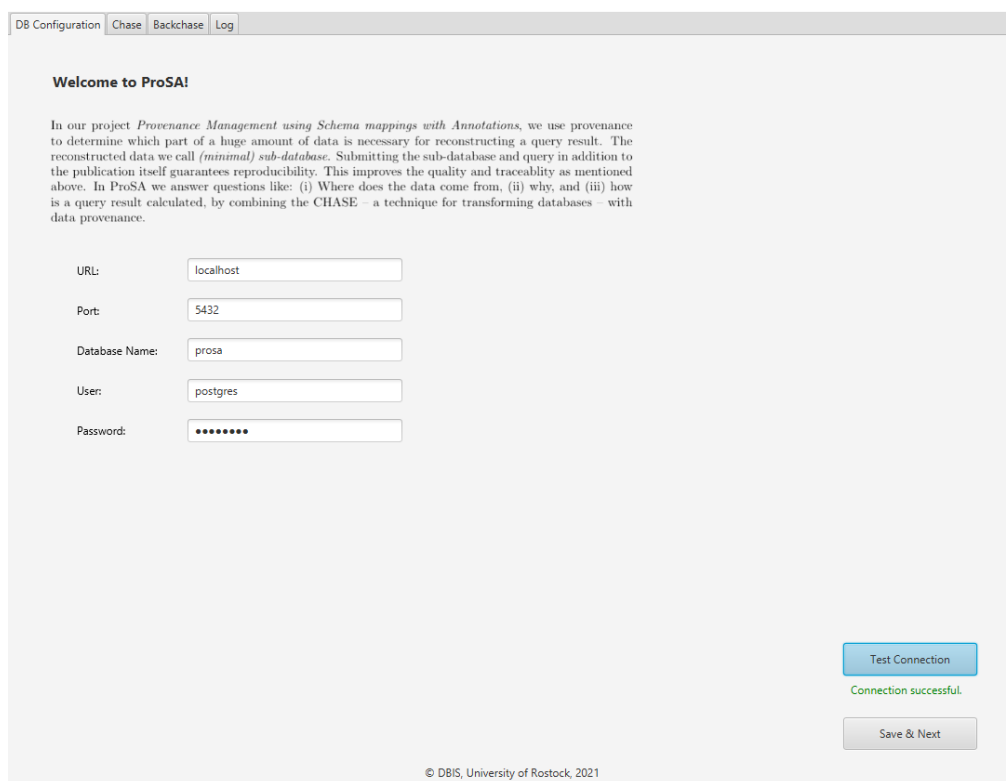 DB Configuration Chase Backchase Log
Welcome to ProSA!
In our project Provenance Management using Schema mappings with Annotations, we use provenance
to determine which part of a huge amount of data is necessary for reconstructing a query result. The
reconstructed data we call (minimal) sub-database. Submitting the sub-database and query in addition to
the publication itself guarantees reproducibility. This improves the quality and traceablity as mentioned
above. In ProSA we answer questions like: (i) Where does the data come from, (ii) why, and (iii) how
is a query result calculated, by combining the CHASE – a technique for transforming databases – with
data provenance.
URL: localhost
Port: 5432
Database Name: prosa
User: postgres
Password: ●●●●●●●●
Test Connection
Connection successful.
Save & Next
© DBIS, University of Rostock, 2021